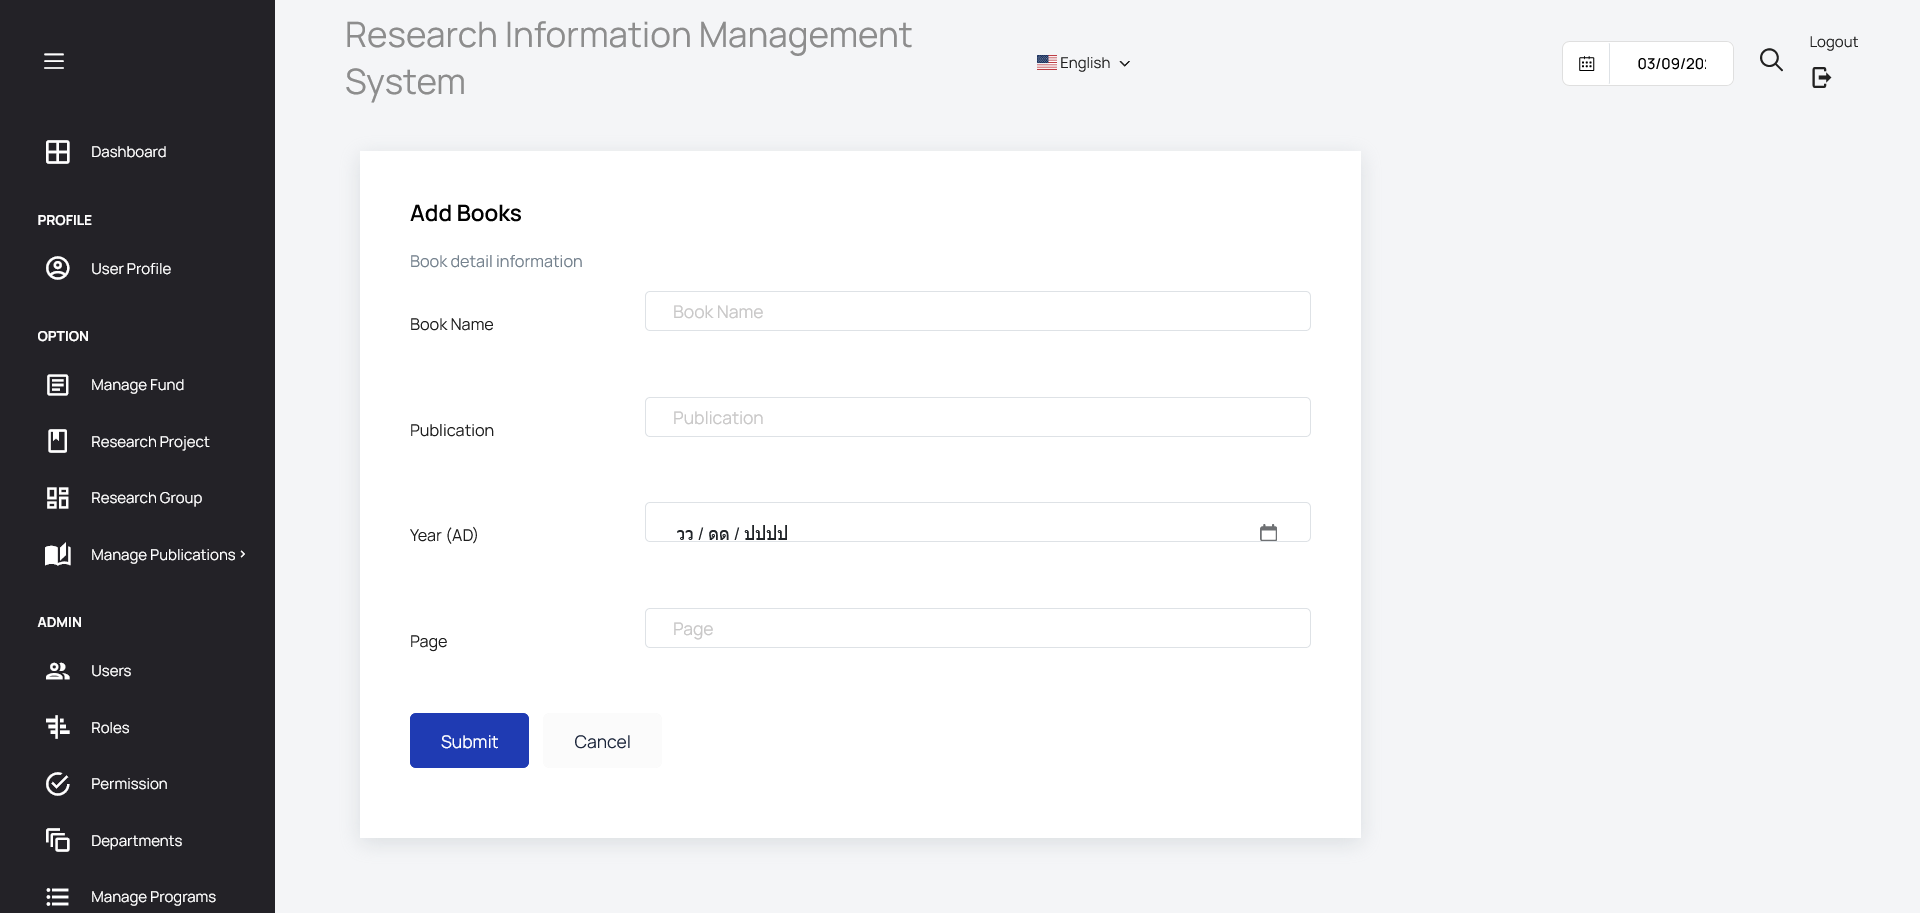 Research Information Management
System
English
03/09/20
Logout
Dashboard
PROFILE
User Profile
OPTION
Manage Fund
Research Project
Research Group
Manage Publications
ADMIN
Users
Roles
Permission
Departments
Manage Programs
Add Books
Book detail information
Book Name
Book Name
Publication
Publication
Year (AD)
วว / ดด / ปปปป
Page
Page
Submit
Cancel